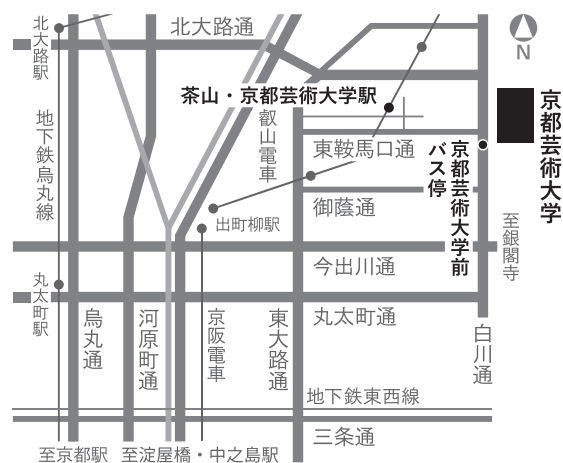 北大路駅
北大路通
N
茶山・京都芸術大学駅
京都芸術大学
叡山電車
地下鉄烏丸線
東鞍馬口通
京都芸術大学前
バス停
御蔭通
出町柳駅
至銀閣寺
今出川通
丸太町駅
烏丸通
河原町通
京阪電車
東大路通
丸太町通
白川通
地下鉄東西線
三条通
至京都駅
至淀屋橋・中之島駅